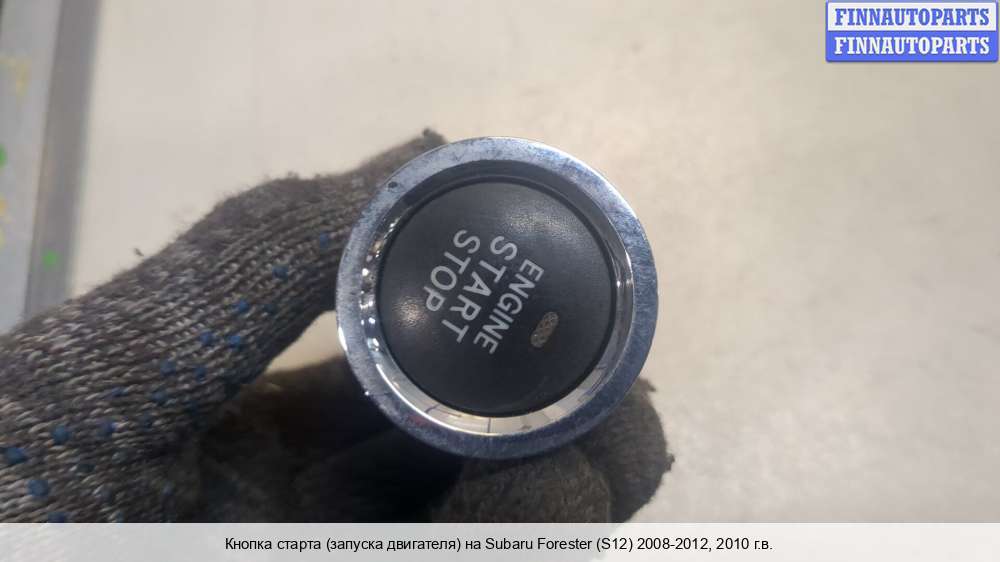 FINNAUTOPARTS
FINNAUTOPARTS
ENGINE
START
STOP
Кнопка старта (запуска двигателя) на Subaru Forester (S12) 2008-2012, 2010 г.в.